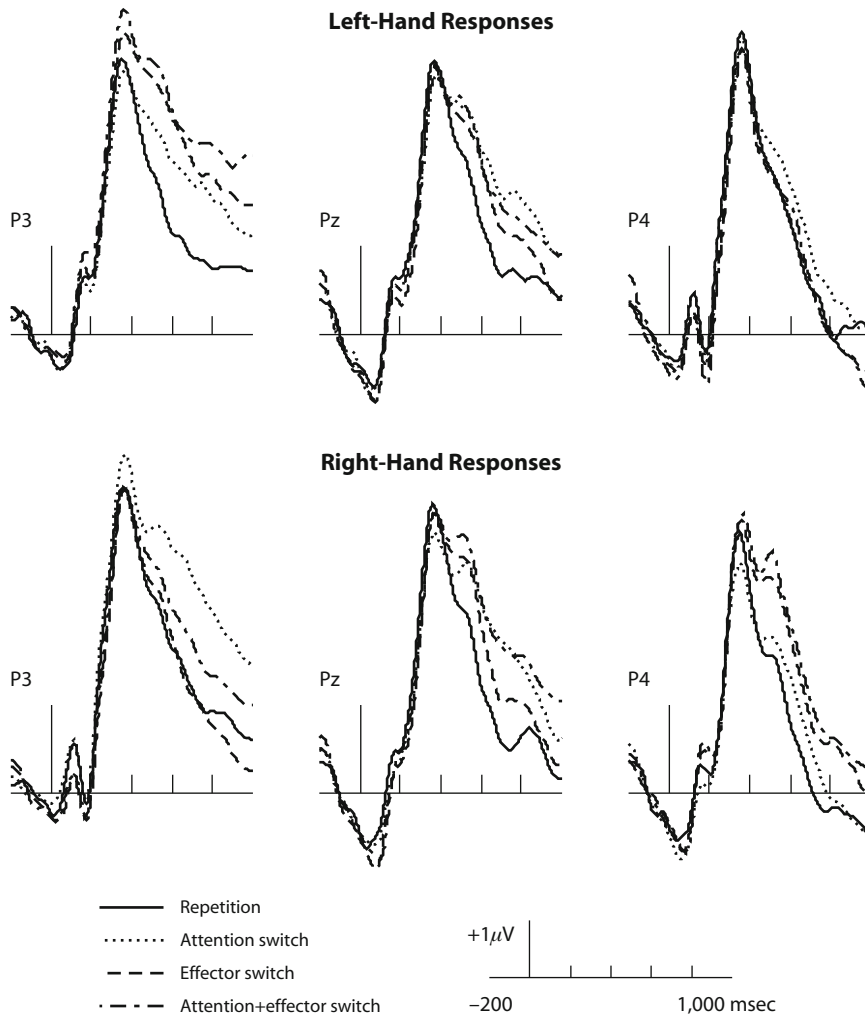 Left-Hand Responses
P3
Pz
P4
Right-Hand Responses
P3
Pz
P4
Repetition
Attention switch
Effector switch
Attention+effector switch
+1μV
–200
1,000 msec